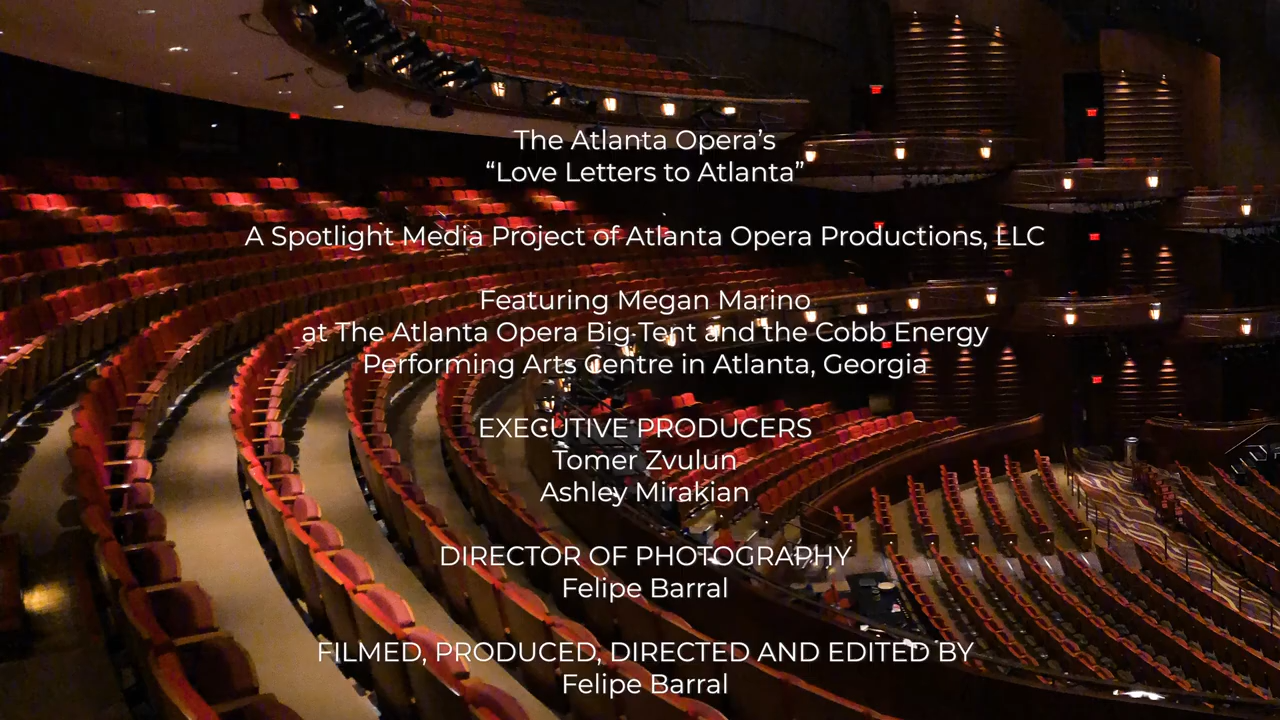 The Atlanta Opera’s
“Love Letters to Atlanta”
A Spotlight Media Project of Atlanta Opera Productions, LLC
Featuring Megan Marino
at The Atlanta Opera Big Tent and the Cobb Energy
Performing Arts Centre in Atlanta, Georgia
EXECUTIVE PRODUCERS
Tomer Zvulun
Ashley Mirakian
DIRECTOR OF PHOTOGRAPHY
Felipe Barral
FILMED, PRODUCED, DIRECTED AND EDITED BY
Felipe Barral